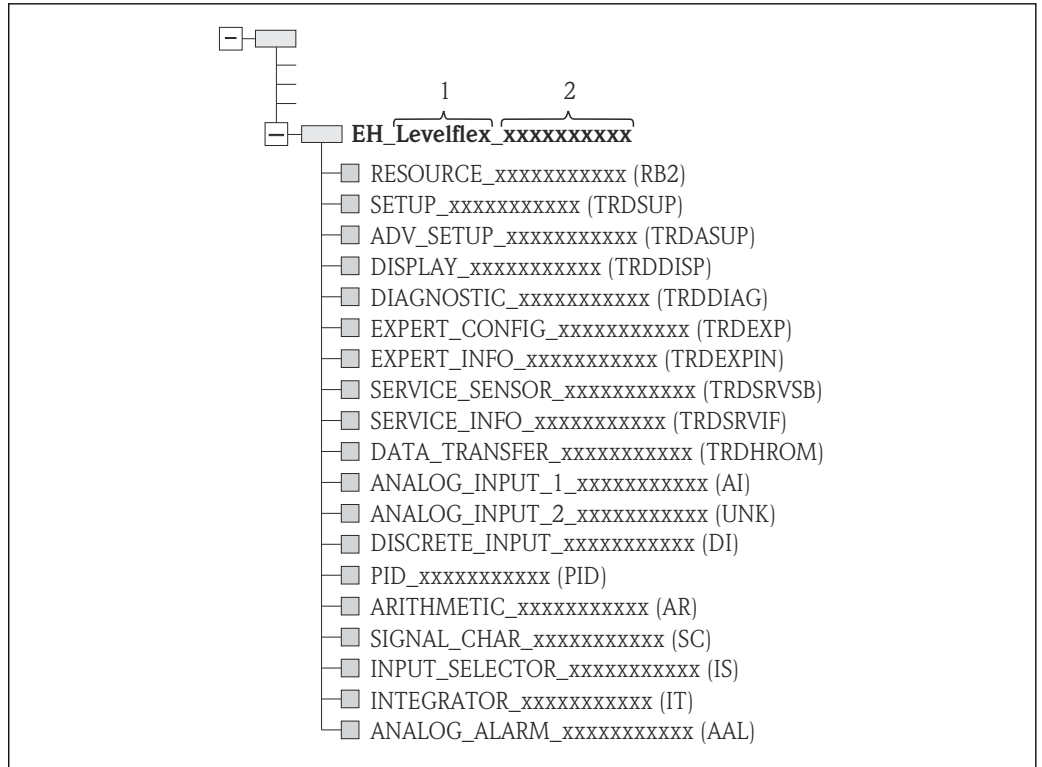 1 2
EH_Levelflex_xxxxxxxxxx
RESOURCE_xxxxxxxxxxx (RB2)
SETUP_xxxxxxxxxxx (TRDSUP)
ADV_SETUP_xxxxxxxxxxx (TRDASUP)
DISPLAY_xxxxxxxxxxx (TRDDISP)
DIAGNOSTIC_xxxxxxxxxxx (TRDDIAG)
EXPERT_CONFIG_xxxxxxxxxxx (TRDEXP)
EXPERT_INFO_xxxxxxxxxxx (TRDEXPIN)
SERVICE_SENSOR_xxxxxxxxxxx (TRDSRVSB)
SERVICE_INFO_xxxxxxxxxxx (TRDSRVIF)
DATA_TRANSFER_xxxxxxxxxxx (TRDHROM)
ANALOG_INPUT_1_xxxxxxxxxxx (AI)
ANALOG_INPUT_2_xxxxxxxxxxx (UNK)
DISCRETE_INPUT_xxxxxxxxxxx (DI)
PID_xxxxxxxxxxx (PID)
ARITHMETIC_xxxxxxxxxxx (AR)
SIGNAL_CHAR_xxxxxxxxxxx (SC)
INPUT_SELECTOR_xxxxxxxxxxx (IS)
INTEGRATOR_xxxxxxxxxxx (IT)
ANALOG_ALARM_xxxxxxxxxxx (AAL)